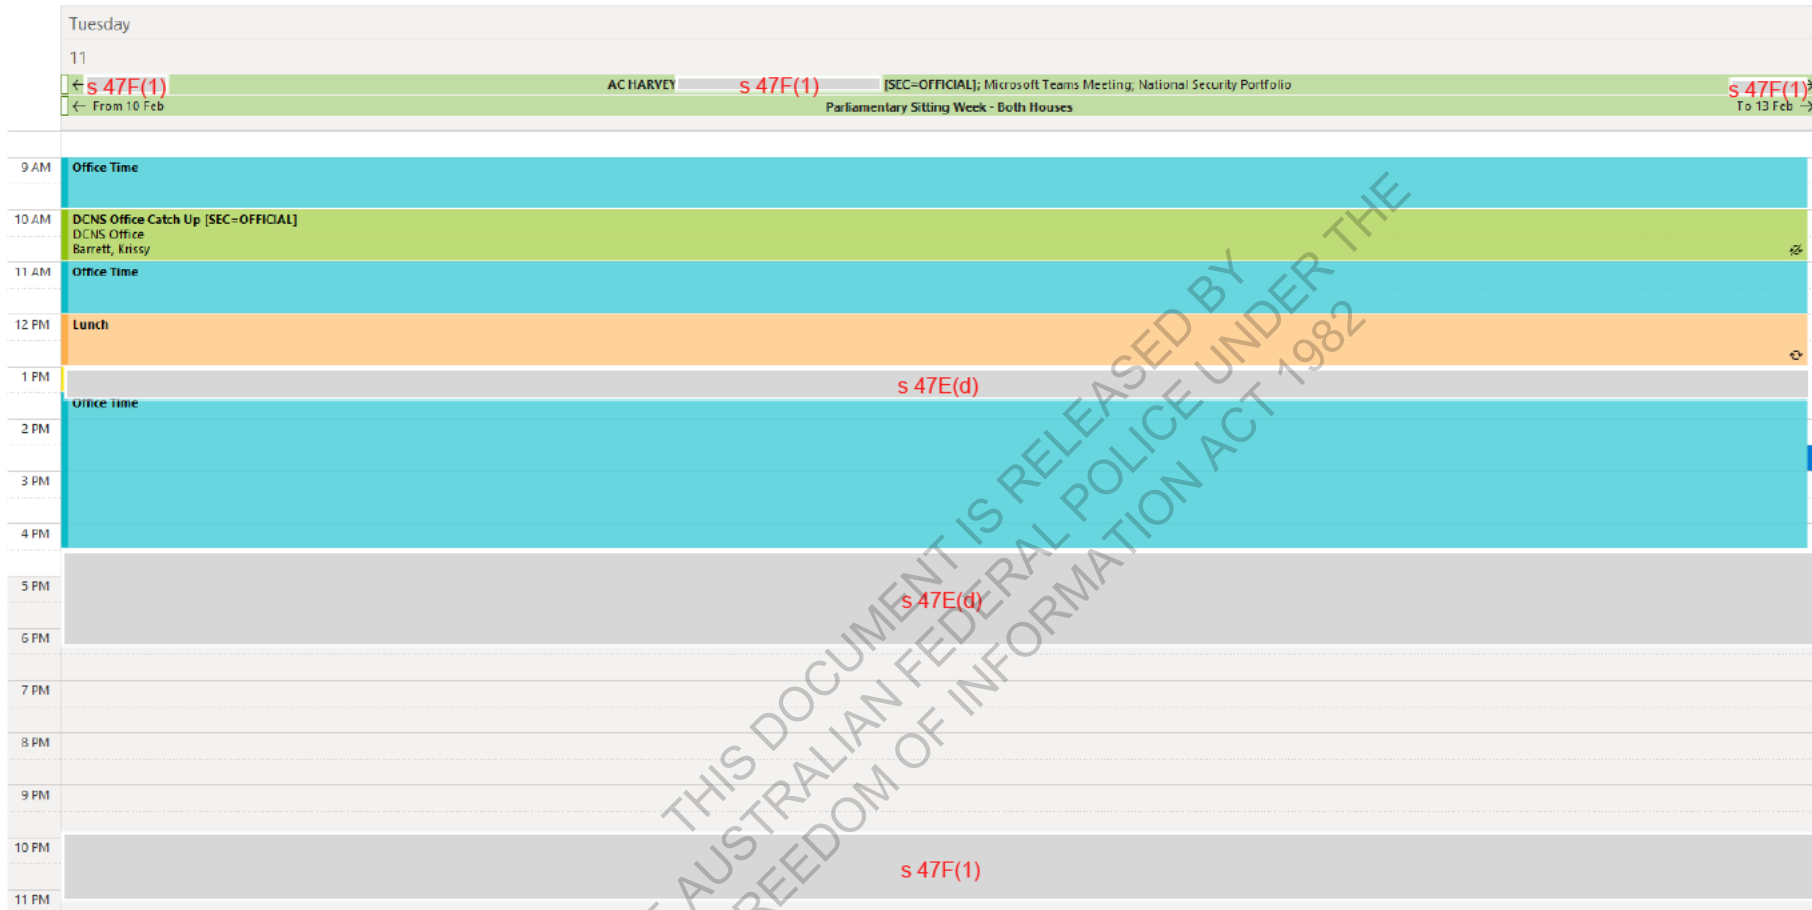 Tuesday
11
← s 47F(1) AC HARVEY s 47F(1) [SEC=OFFICIAL]; Microsoft Teams Meeting; National Security Portfolio s 47F(1)
← From 10 Feb Parliamentary Sitting Week - Both Houses To 13 Feb →
9 AM Office Time
10 AM DCNS Office Catch Up [SEC=OFFICIAL]
DCNS Office
Barrett, Krissy
11 AM Office Time
12 PM Lunch
1 PM s 47E(d)
Office Time
2 PM
3 PM
4 PM
5 PM
s 47E(d)
6 PM
7 PM
8 PM
9 PM
10 PM
s 47F(1)
11 PM
THIS DOCUMENT IS RELEASED BY
AUSTRALIAN FEDERAL POLICE UNDER THE
FREEDOM OF INFORMATION ACT 1982